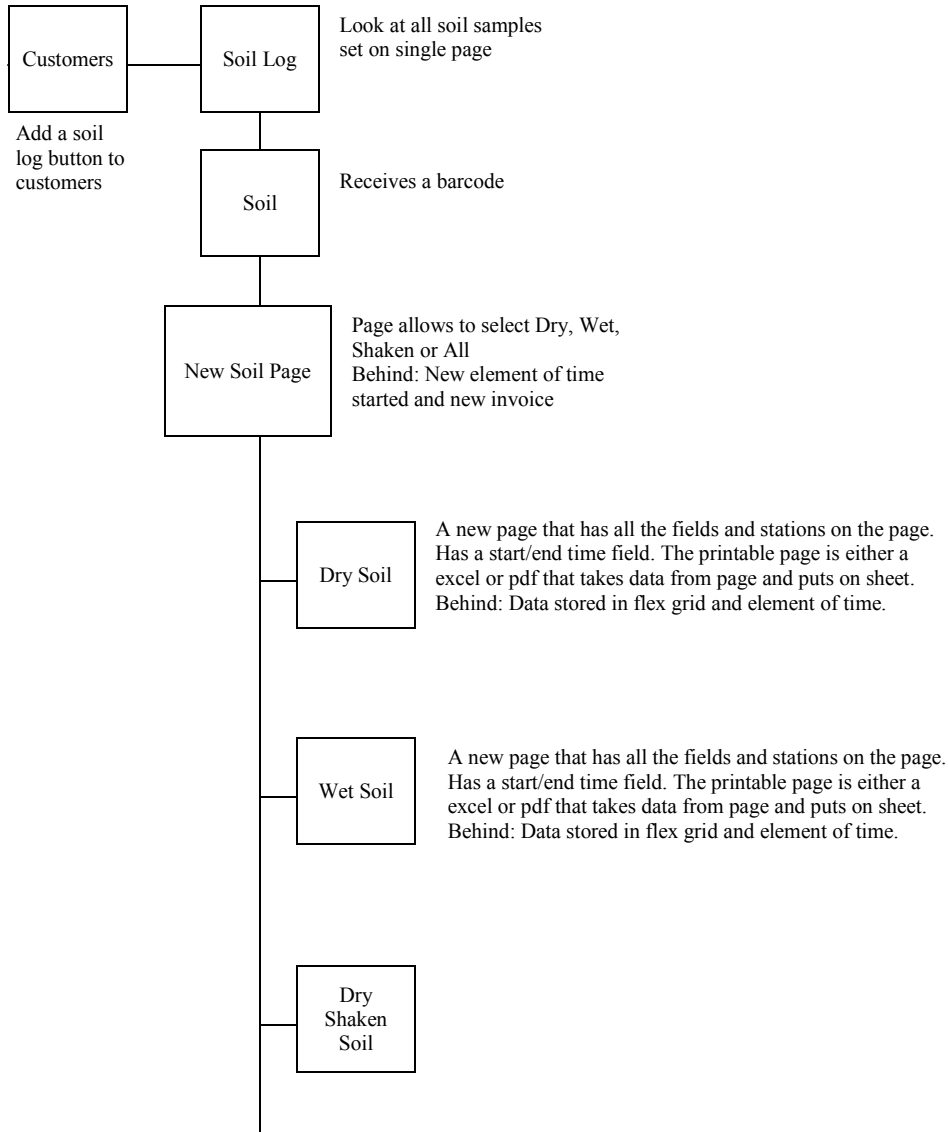 Customers
Soil Log
Look at all soil samples
set on single page
Add a soil
log button to
customers
Soil
Receives a barcode
New Soil Page
Page allows to select Dry, Wet,
Shaken or All
Behind: New element of time
started and new invoice
Dry Soil
A new page that has all the fields and stations on the page.
Has a start/end time field. The printable page is either a
excel or pdf that takes data from page and puts on sheet.
Behind: Data stored in flex grid and element of time.
Wet Soil
A new page that has all the fields and stations on the page.
Has a start/end time field. The printable page is either a
excel or pdf that takes data from page and puts on sheet.
Behind: Data stored in flex grid and element of time.
Dry
Shaken
Soil